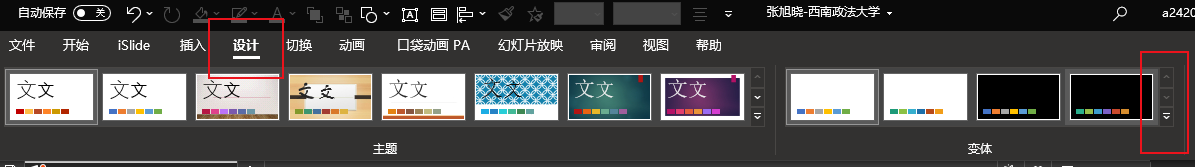 自动保存 关 张旭晓-西南政法大学 a2420
文件 开始 iSlide 插入 设计 切换 动画 口袋动画 PA 幻灯片放映 审阅 视图 帮助
文文 文文 文文 文文 文文 文文 文文 文文
主题 变体